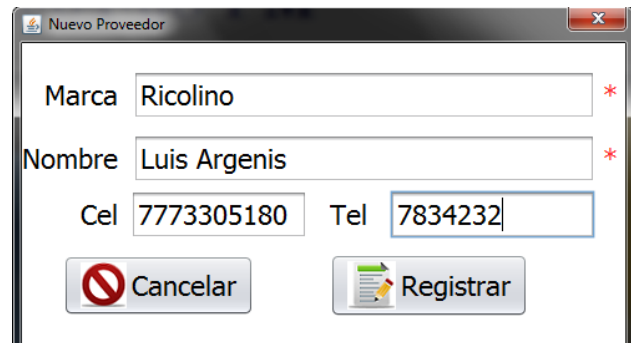 Nuevo Proveedor
Marca Ricolino *
Nombre Luis Argenis *
Cel 7773305180 Tel 7834232
Cancelar Registrar